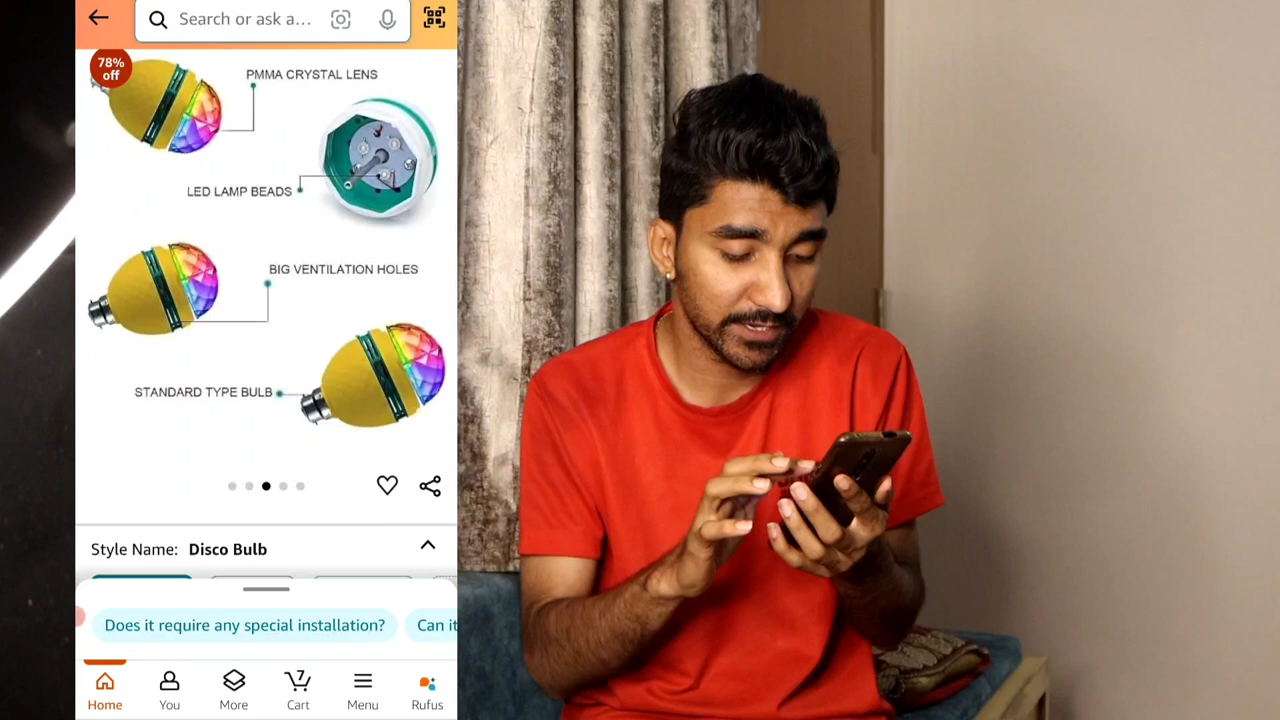 Search or ask a...
78%
off
PMMA CRYSTAL LENS
LED LAMP BEADS
BIG VENTILATION HOLES
STANDARD TYPE BULB
Style Name: Disco Bulb
Does it require any special installation?
Can it
7
Home
You
More
Cart
Menu
Rufus